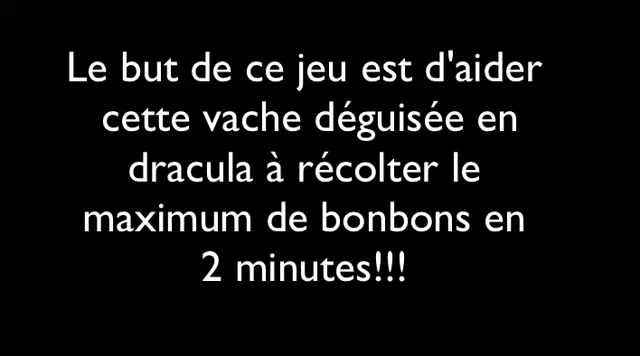 Le but de ce jeu est d'aider
cette vache déguisée en
dracula à récolter le
maximum de bonbons en
2 minutes!!!